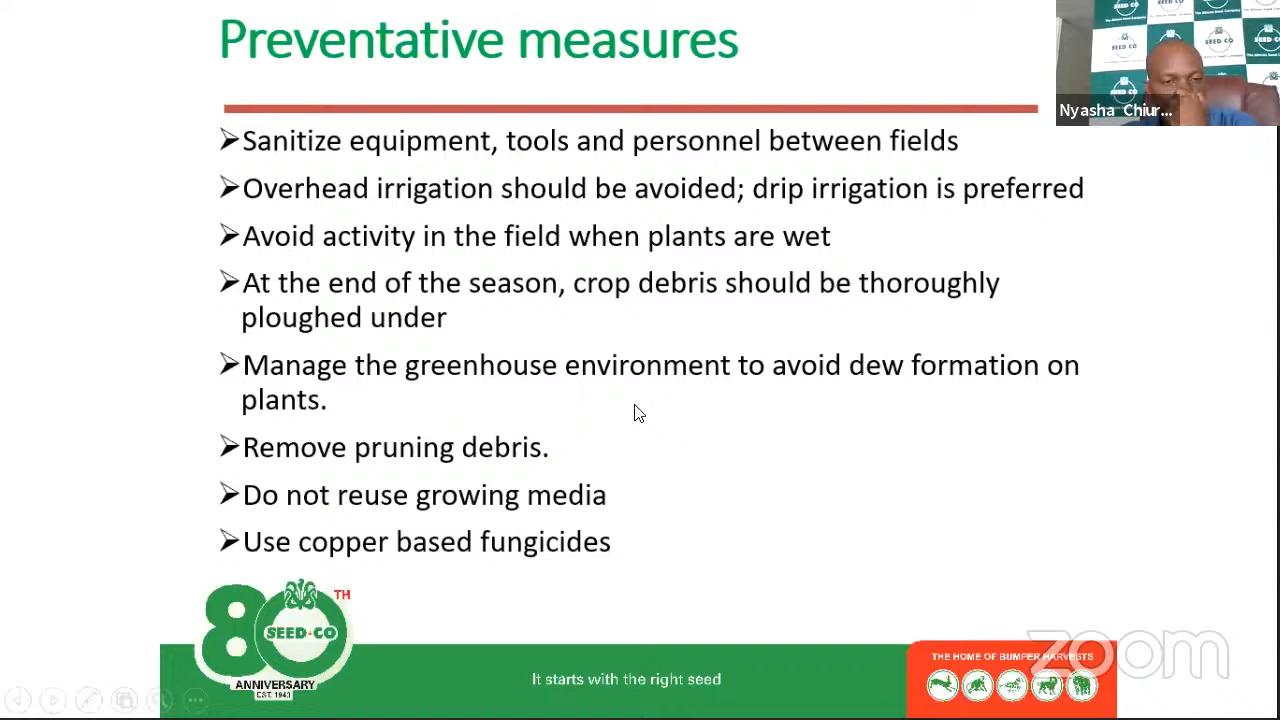 Preventative measures
Nyasha Chiur...
➢Sanitize equipment, tools and personnel between fields
➢Overhead irrigation should be avoided; drip irrigation is preferred
➢Avoid activity in the field when plants are wet
➢At the end of the season, crop debris should be thoroughly
ploughed under
➢Manage the greenhouse environment to avoid dew formation on
plants.
➢Remove pruning debris.
➢Do not reuse growing media
➢Use copper based fungicides
80TH
SEED CO
ANNIVERSARY
EST. 1940
It starts with the right seed
THE HOME OF BUMPER HARVESTS
zoom
SEED CO